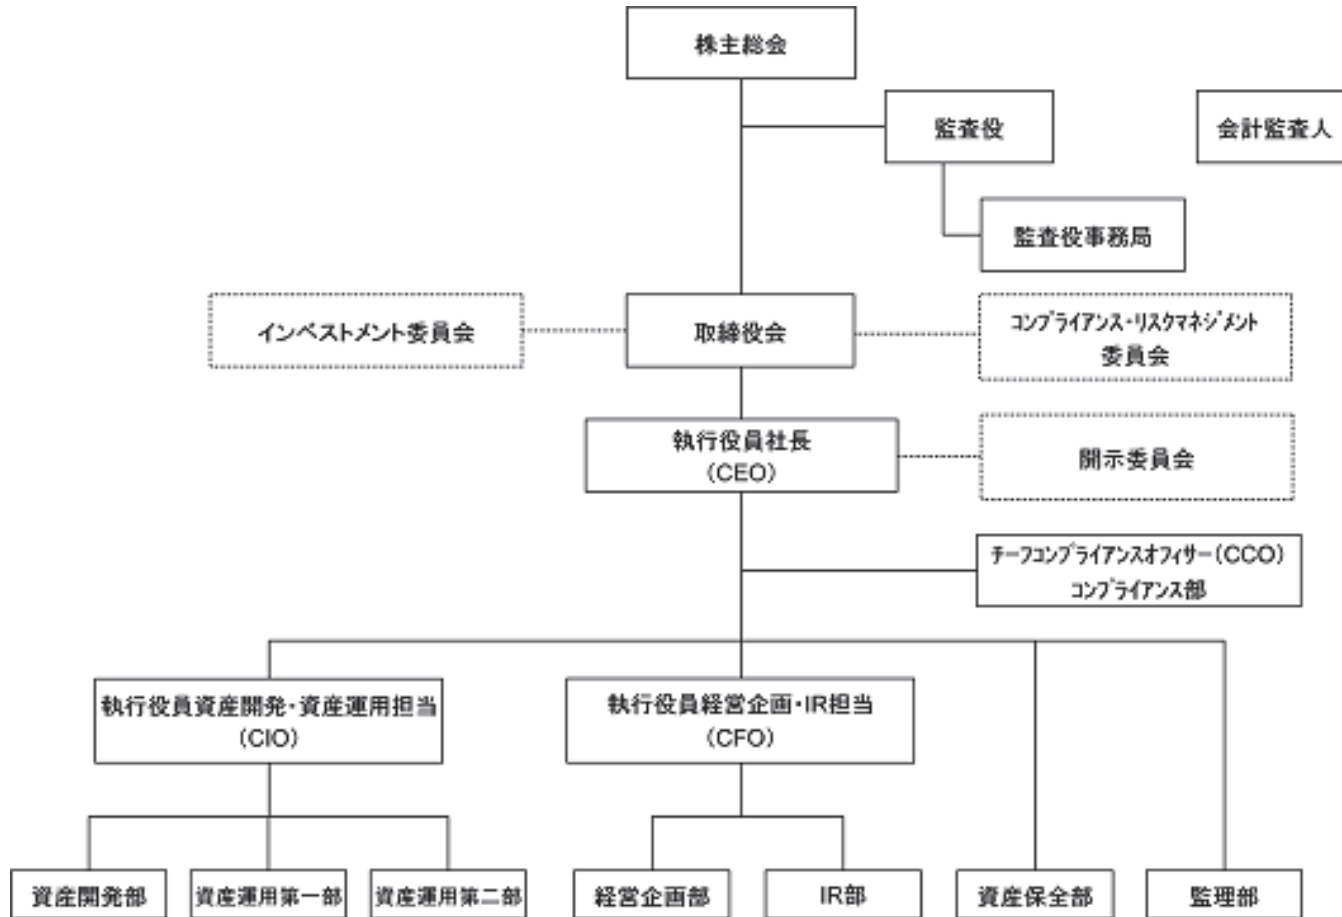 株主総会
監査役
会計監査人
監査役事務局
インベストメント委員会
取締役会
コンプライアンス・リスクマネジメント
委員会
執行役員社長
(CEO)
開示委員会
チーフコンプライアンスオフィサー(CCO)
コンプライアンス部
執行役員資産開発・資産運用担当
(CIO)
執行役員経営企画・IR担当
(CFO)
資産開発部
資産運用第一部
資産運用第二部
経営企画部
IR部
資産保全部
監理部